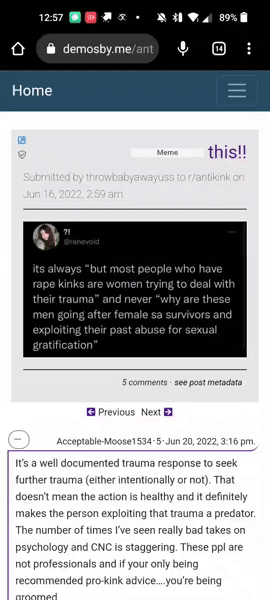 12:57
89%
demosby.me/ant
14
Home
Meme
this!!
Submitted by throwbabyawayuss to r/antikink on
Jun 16, 2022, 2:59 am.
?!
@renevoid
its always “but most people who have
rape kinks are women trying to deal with
their trauma” and never “why are these
men going after female sa survivors and
exploiting their past abuse for sexual
gratification”
5 comments · see post metadata
Previous Next
Acceptable-Moose1534·5·Jun 20, 2022, 3:16 pm.
It’s a well documented trauma response to seek
further trauma (either intentionally or not). That
doesn’t mean the action is healthy and it definitely
makes the person exploiting that trauma a predator.
The number of times I’ve seen really bad takes on
psychology and CNC is staggering. These ppl are
not professionals and if your only being
recommended pro-kink advice….you’re being
groomed